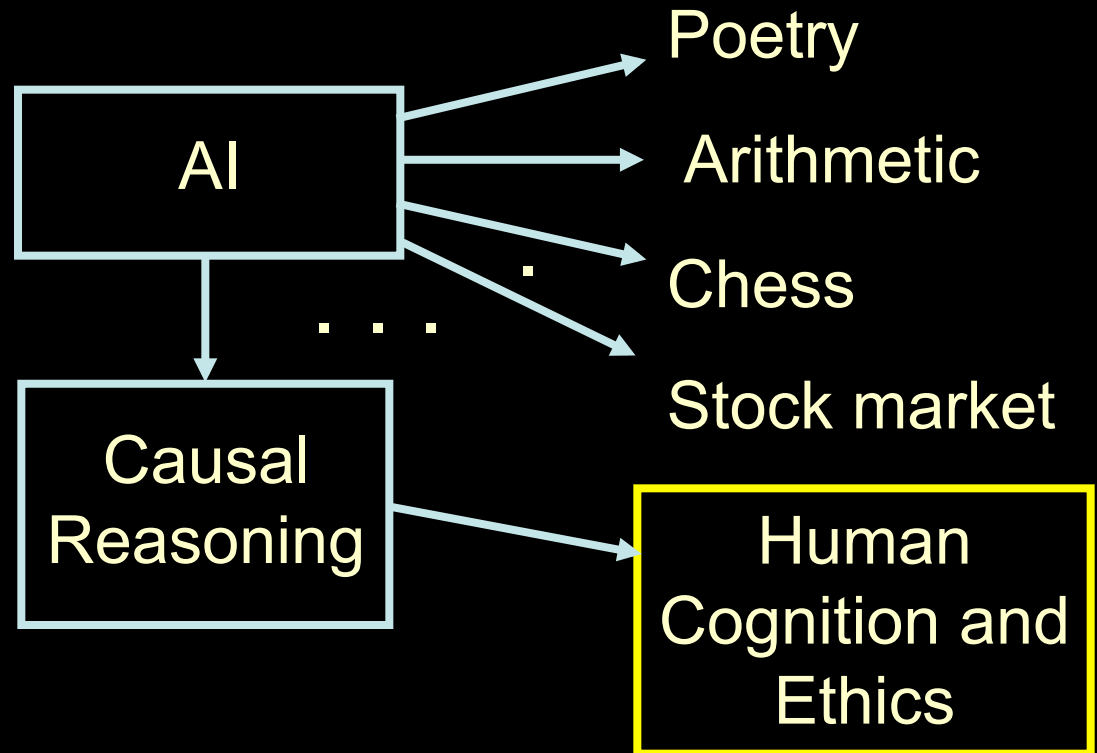 Poetry
AI
Arithmetic
Chess
. . .
Stock market
Causal
Reasoning
Human
Cognition and
Ethics